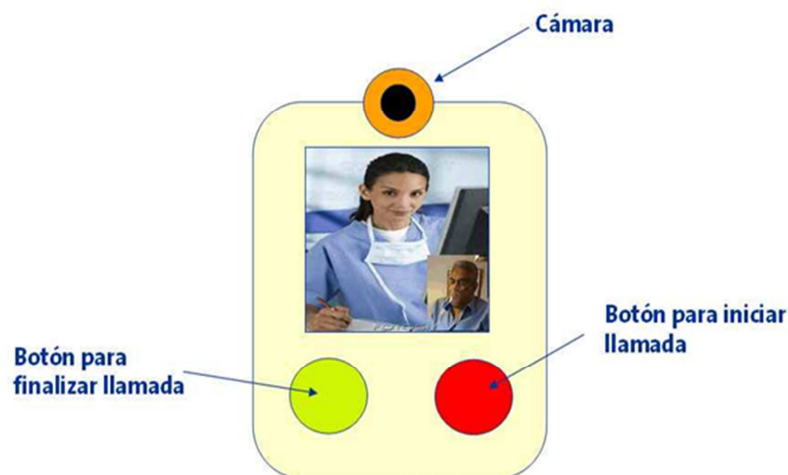 Cámara
Botón para iniciar
llamada
Botón para
finalizar llamada